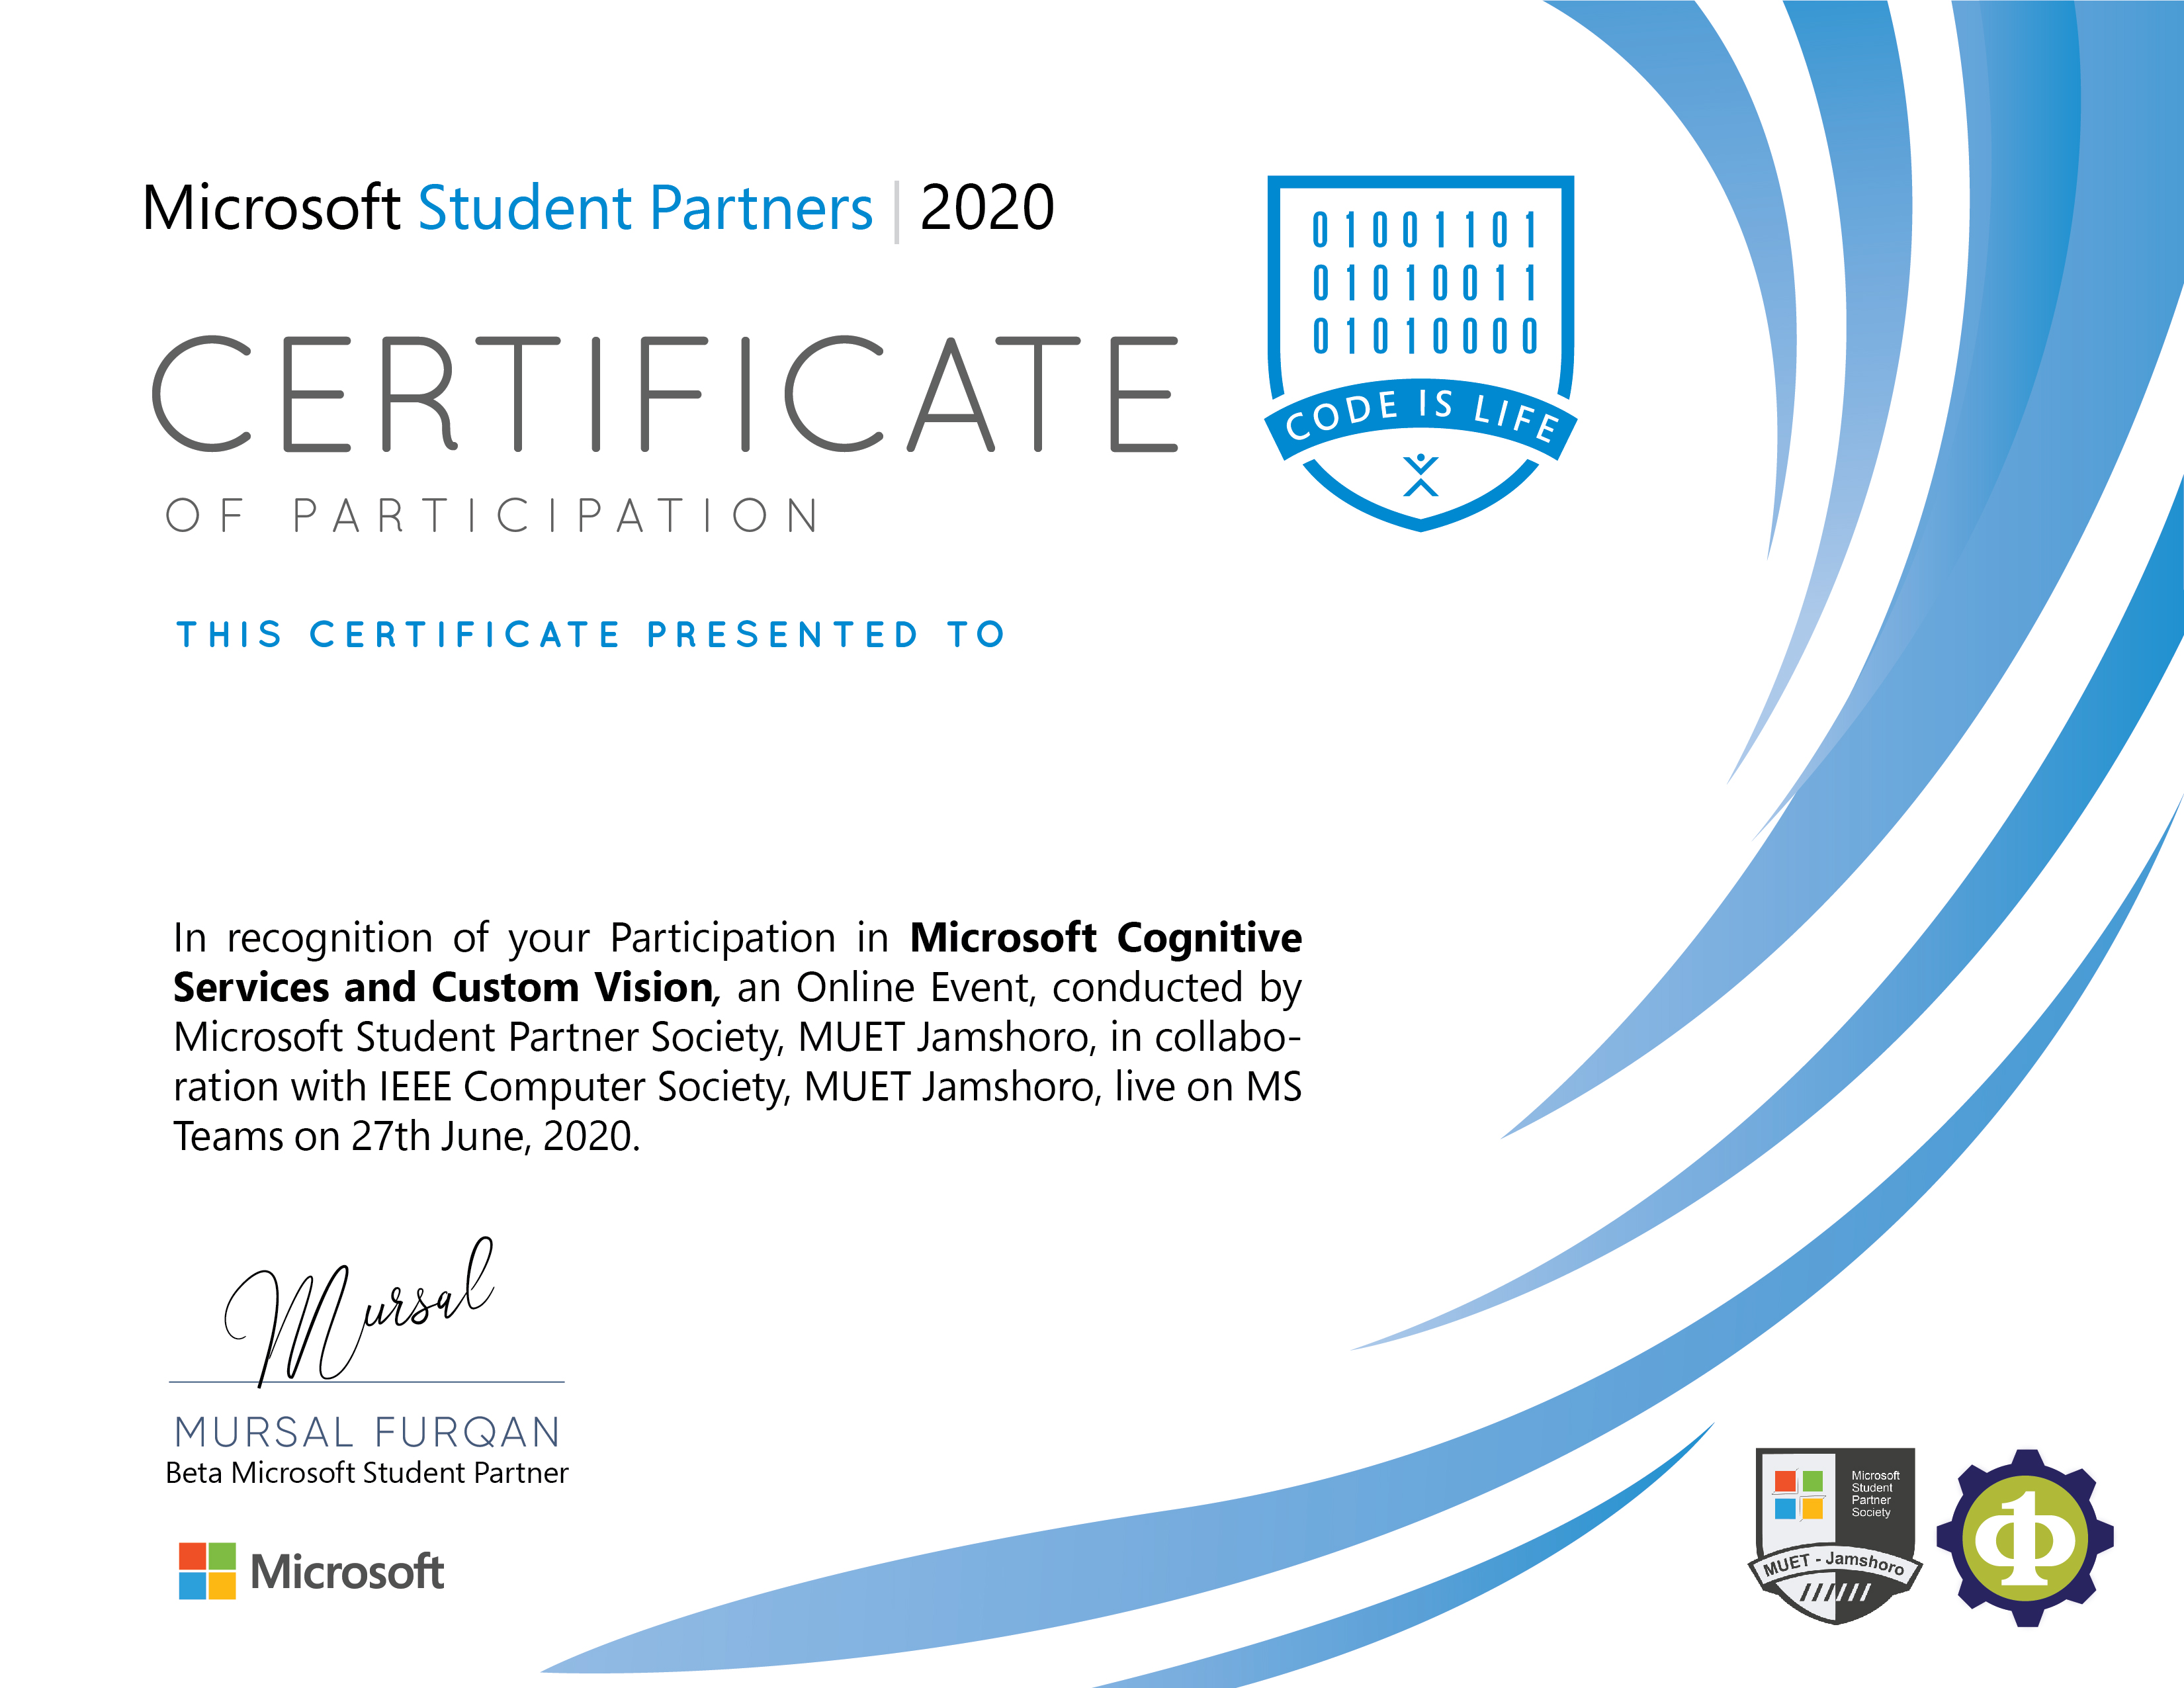 Microsoft Student Partners | 2020
01001101
01010011
01010000
CODE IS LIFE
CERTIFICATE
OF PARTICIPATION
THIS CERTIFICATE PRESENTED TO
In recognition of your Participation in Microsoft Cognitive
Services and Custom Vision, an Online Event, conducted by
Microsoft Student Partner Society, MUET Jamshoro, in collabo-
ration with IEEE Computer Society, MUET Jamshoro, live on MS
Teams on 27th June, 2020.
Mursal
MURSAL FURQAN
Beta Microsoft Student Partner
Microsoft
Microsoft
Student
Partner
Society
MUET - Jamshoro